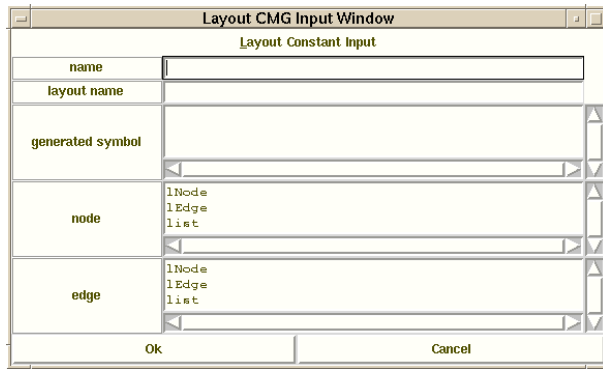 Layout CMG Input Window
Layout Constant Input
name
layout name
generated symbol
node
lNode
lEdge
list
edge
lNode
lEdge
list
Ok
Cancel